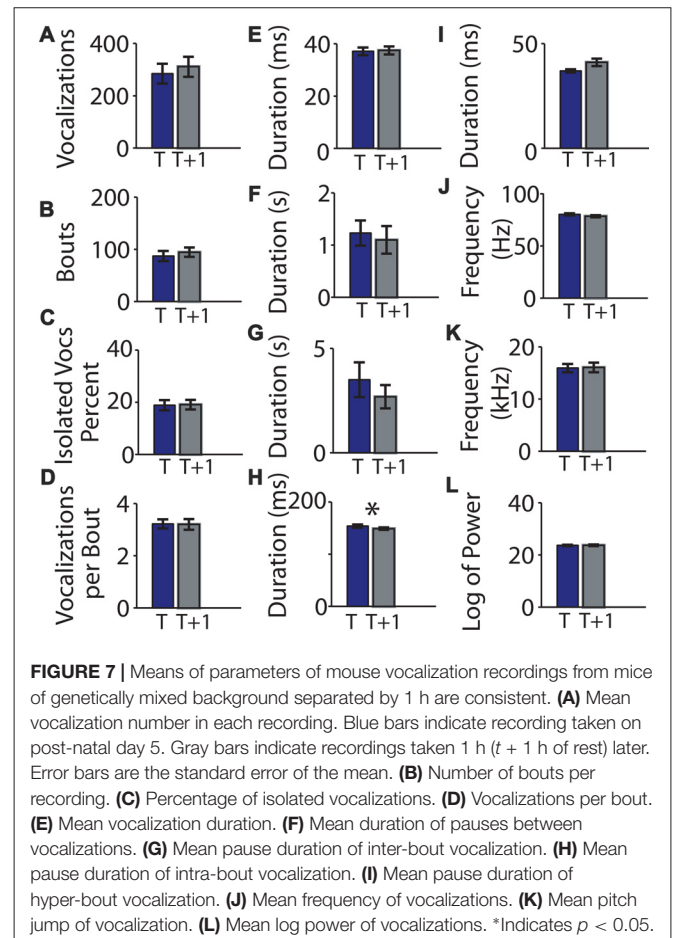 A
Vocalizations
400
200
0
T T+1
E
Duration (ms)
40
20
0
T T+1
I
Duration (ms)
50
0
T T+1
B
Bouts
200
100
0
T T+1
F
Duration (s)
2
1
0
T T+1
J
Frequency
(Hz)
100
50
0
T T+1
C
Isolated Vocs
Percent
40
20
0
T T+1
G
Duration (s)
5
0
T T+1
K
Frequency
(kHz)
20
10
0
T T+1
D
Vocalizations
per Bout
4
2
0
T T+1
H
Duration (ms)
200
*
0
T T+1
L
Log of Power
40
20
0
T T+1
FIGURE 7 | Means of parameters of mouse vocalization recordings from mice
of genetically mixed background separated by 1 h are consistent. (A) Mean
vocalization number in each recording. Blue bars indicate recording taken on
post-natal day 5. Gray bars indicate recordings taken 1 h (t + 1 h of rest) later.
Error bars are the standard error of the mean. (B) Number of bouts per
recording. (C) Percentage of isolated vocalizations. (D) Vocalizations per bout.
(E) Mean vocalization duration. (F) Mean duration of pauses between
vocalizations. (G) Mean pause duration of inter-bout vocalization. (H) Mean
pause duration of intra-bout vocalization. (I) Mean pause duration of
hyper-bout vocalization. (J) Mean frequency of vocalizations. (K) Mean pitch
jump of vocalization. (L) Mean log power of vocalizations. *Indicates p < 0.05.